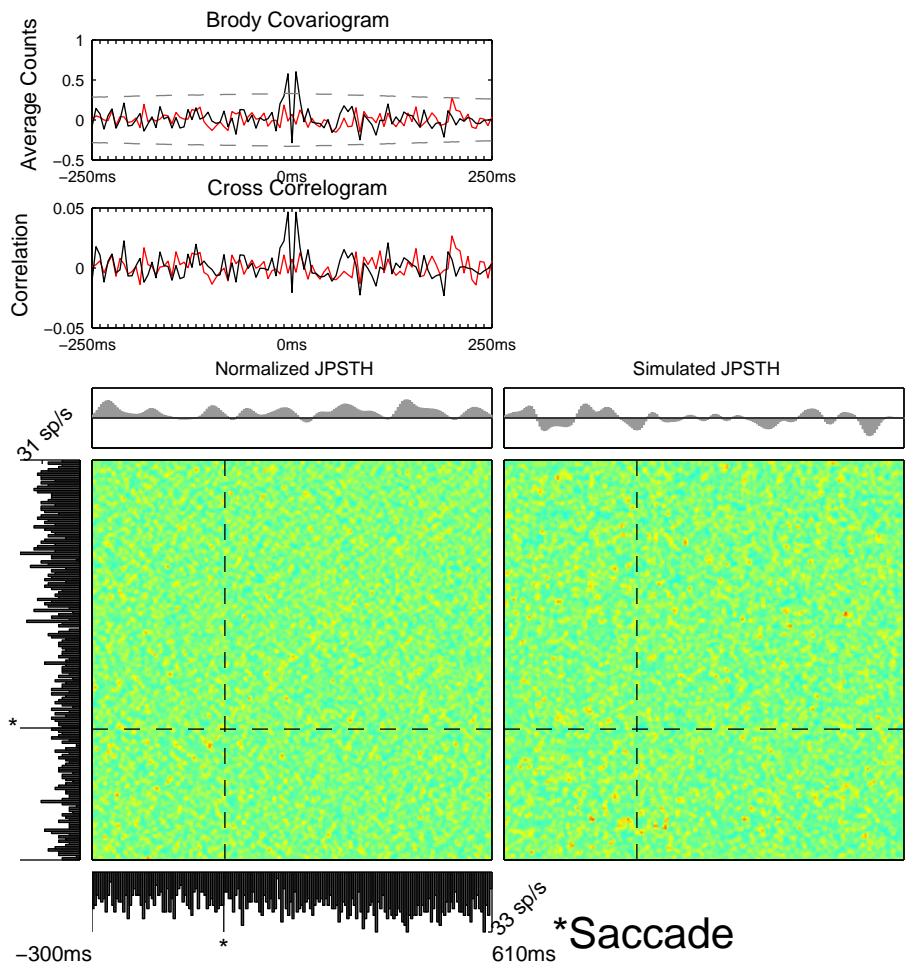 Brody Covariogram
Average Counts
1
0.5
0
−0.5
−250ms
0ms
250ms
Cross Correlogram
Correlation
0.05
0
−0.05
−250ms
0ms
250ms
Normalized JPSTH
Simulated JPSTH
31 sp/s
*
*
33 sp/s
*Saccade
−300ms
610ms